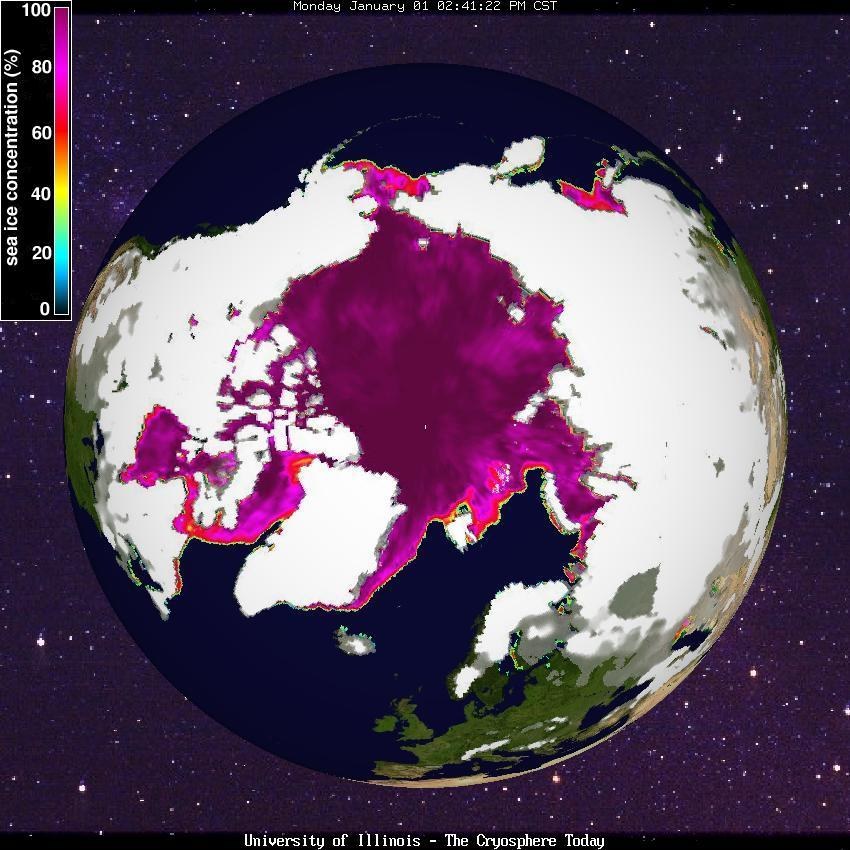 Monday January 01 02:41:22 PM CST
sea ice concentration (%)
100
80
60
40
20
0
University of Illinois - The Cryosphere Today